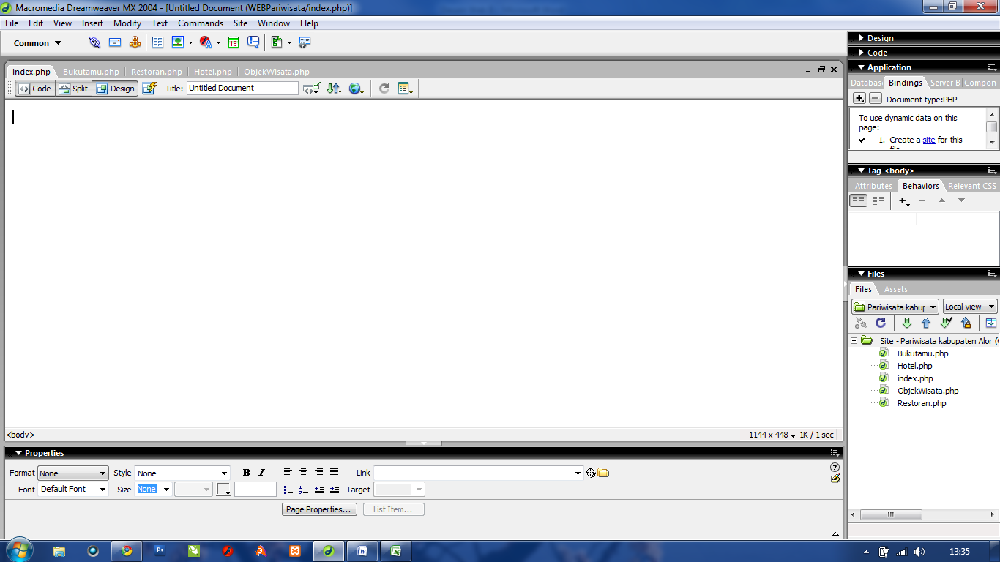 Macromedia Dreamweaver MX 2004 - [Untitled Document (WEBPariwisata/index.php)]
File Edit View Insert Modify Text Commands Site Window Help
Common
19
index.php Bukutamu.php Restoran.php Hotel.php ObjekWisata.php
Code Split Design Title: Untitled Document
<body> 1144 x 448 1K / 1 sec
Properties
Format None Style None B I Link
Font Default Font Size None Target
Page Properties... List Item...
Design
Code
Application
Databas Bindings Server B Compon
Document type:PHP
To use dynamic data on this
page:
1. Create a site for this
Tag <body>
Attributes Behaviors Relevant CSS
Files
Files Assets
Pariwisata kabup Local view
Site - Pariwisata kabupaten Alor (
Bukutamu.php
Hotel.php
index.php
ObjekWisata.php
Restoran.php
Ps W X 13:35